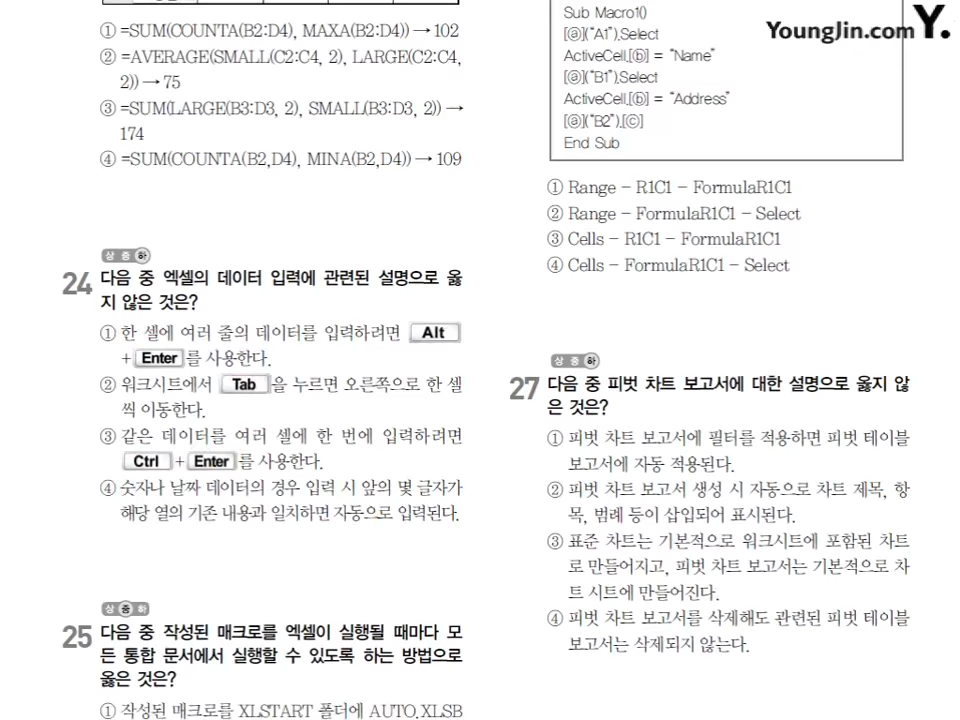 ① =SUM(COUNTA(B2:D4), MAXA(B2:D4)) → 102
② =AVERAGE(SMALL(C2:C4, 2), LARGE(C2:C4,
2)) → 75
③ =SUM(LARGE(B3:D3, 2), SMALL(B3:D3, 2)) →
174
④ =SUM(COUNTA(B2,D4), MINA(B2,D4)) → 109
상 중 하
24 다음 중 엑셀의 데이터 입력에 관련된 설명으로 옳
지 않은 것은?
① 한 셀에 여러 줄의 데이터를 입력하려면 Alt
+ Enter 를 사용한다.
② 워크시트에서 Tab 을 누르면 오른쪽으로 한 셀
씩 이동한다.
③ 같은 데이터를 여러 셀에 한 번에 입력하려면
Ctrl + Enter 를 사용한다.
④ 숫자나 날짜 데이터의 경우 입력 시 앞의 몇 글자가
해당 열의 기존 내용과 일치하면 자동으로 입력된다.
상 중 하
25 다음 중 작성된 매크로를 엑셀이 실행될 때마다 모
든 통합 문서에서 실행할 수 있도록 하는 방법으로
옳은 것은?
① 작성된 매크로를 XLSTART 폴더에 AUTO.XLSB
YoungJin.com Y.
Sub Macro1()
[ⓐ]("A1").Select
ActiveCell.[ⓑ] = "Name"
[ⓐ]("B1").Select
ActiveCell.[ⓑ] = "Address"
[ⓐ]("B2").[ⓒ]
End Sub
① Range - R1C1 - FormulaR1C1
② Range - FormulaR1C1 - Select
③ Cells - R1C1 - FormulaR1C1
④ Cells - FormulaR1C1 - Select
상 중 하
27 다음 중 피벗 차트 보고서에 대한 설명으로 옳지 않
은 것은?
① 피벗 차트 보고서에 필터를 적용하면 피벗 테이블
보고서에 자동 적용된다.
② 피벗 차트 보고서 생성 시 자동으로 차트 제목, 항
목, 범례 등이 삽입되어 표시된다.
③ 표준 차트는 기본적으로 워크시트에 포함된 차트
로 만들어지고, 피벗 차트 보고서는 기본적으로 차
트 시트에 만들어진다.
④ 피벗 차트 보고서를 삭제해도 관련된 피벗 테이블
보고서는 삭제되지 않는다.